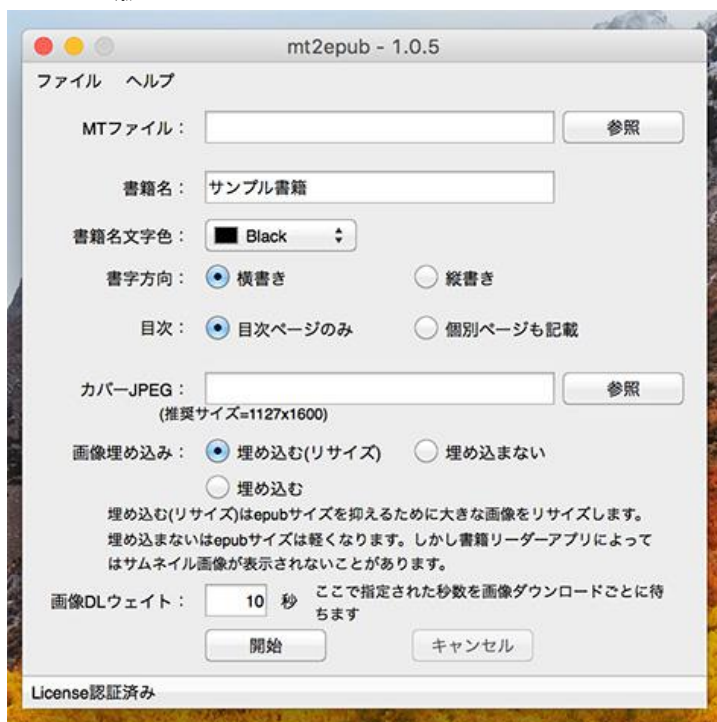 mt2epub - 1.0.5
ファイル ヘルプ
MTファイル： 参照
書籍名： サンプル書籍
書籍名文字色： Black
書字方向： 横書き 縦書き
目次： 目次ページのみ 個別ページも記載
カバーJPEG： 参照
(推奨サイズ=1127x1600)
画像埋め込み： 埋め込む(リサイズ) 埋め込まない
埋め込む
埋め込む(リサイズ)はepubサイズを抑えるために大きな画像をリサイズします。
埋め込まないはepubサイズは軽くなります。しかし書籍リーダーアプリによって
はサムネイル画像が表示されないことがあります。
画像DLウェイト： 10 秒 ここで指定された秒数を画像ダウンロードごとに待
ちます
開始 キャンセル
License認証済み